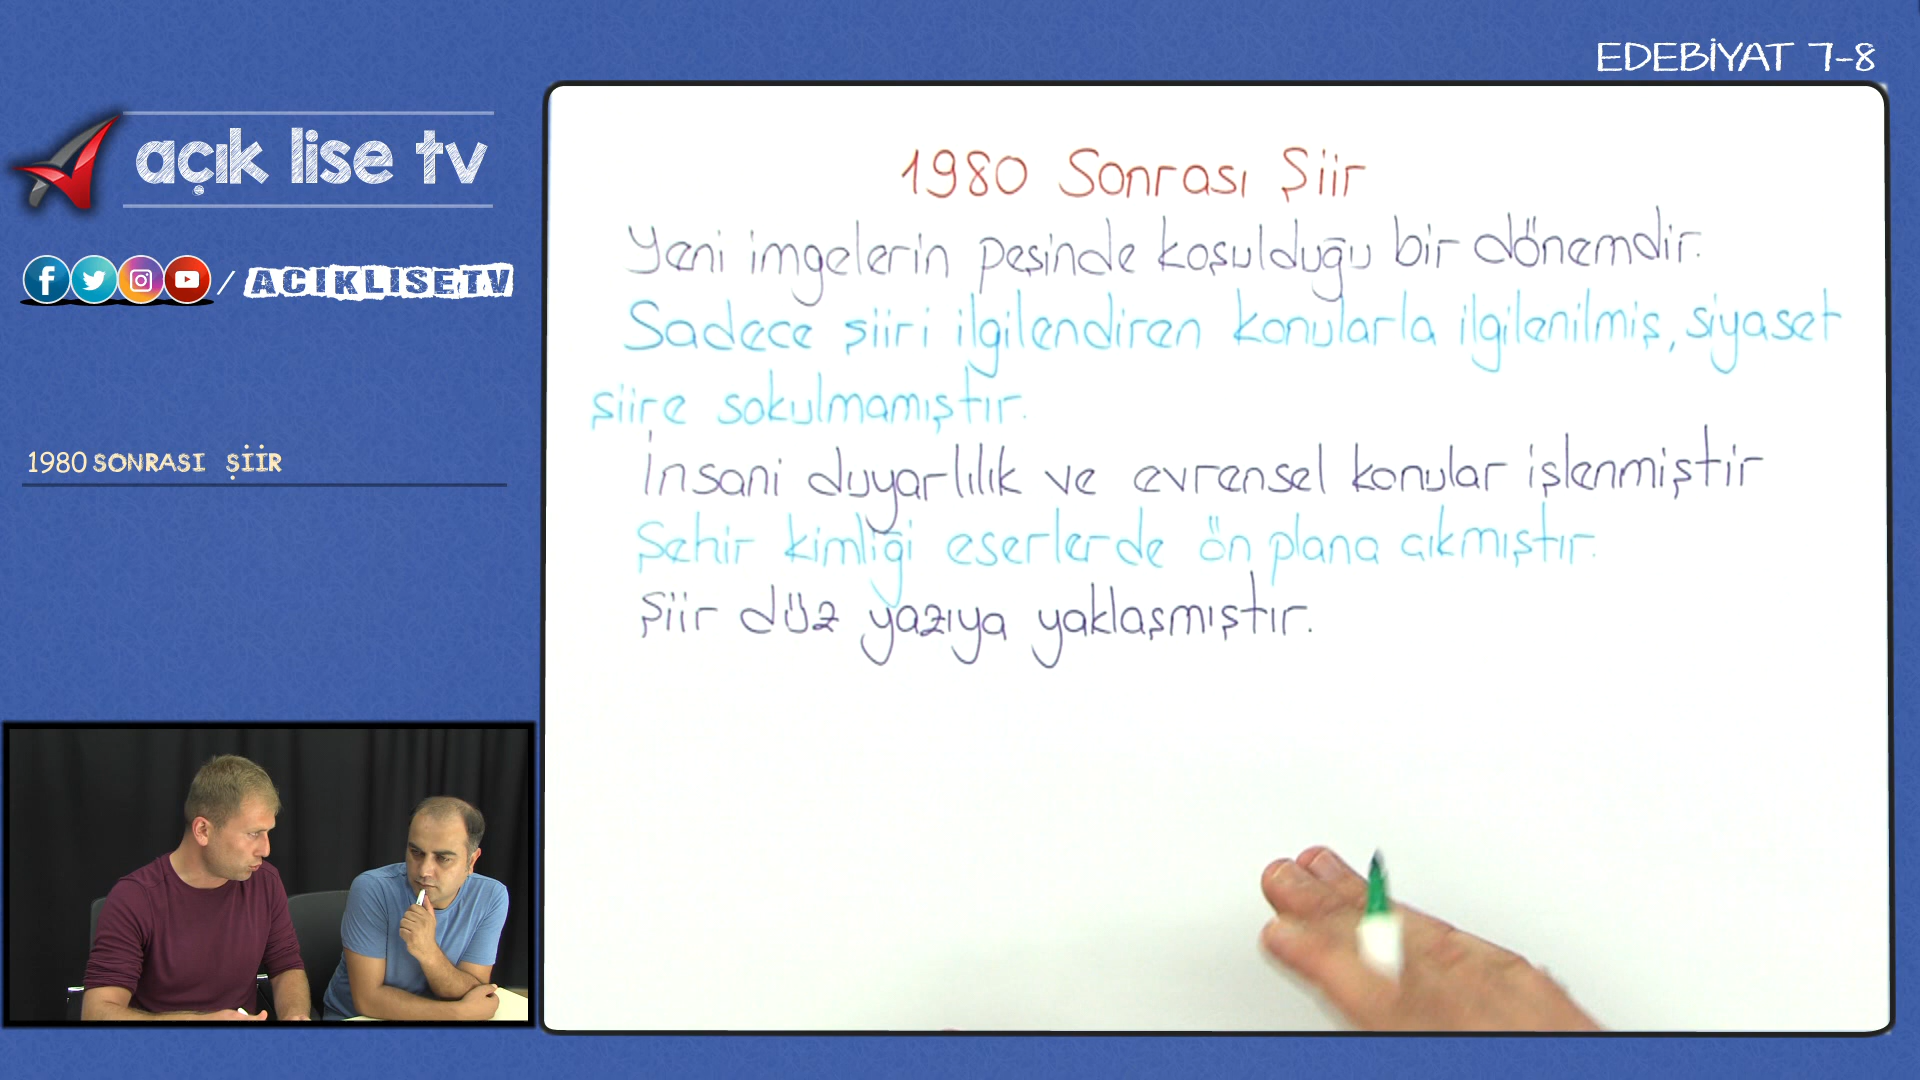 EDEBİYAT 7-8
açık lise tv
f / ACIKLISETV
1980 SONRASI ŞİİR
1980 Sonrası Şiir
Yeni imgelerin peşinde koşulduğu bir dönemdir.
Sadece şiiri ilgilendiren konularla ilgilenilmiş, siyaset
şiire sokulmamıştır.
İnsani duyarlılık ve evrensel konular işlenmiştir
Şehir kimliği eserlerde ön plana çıkmıştır.
Şiir düz yazıya yaklaşmıştır.